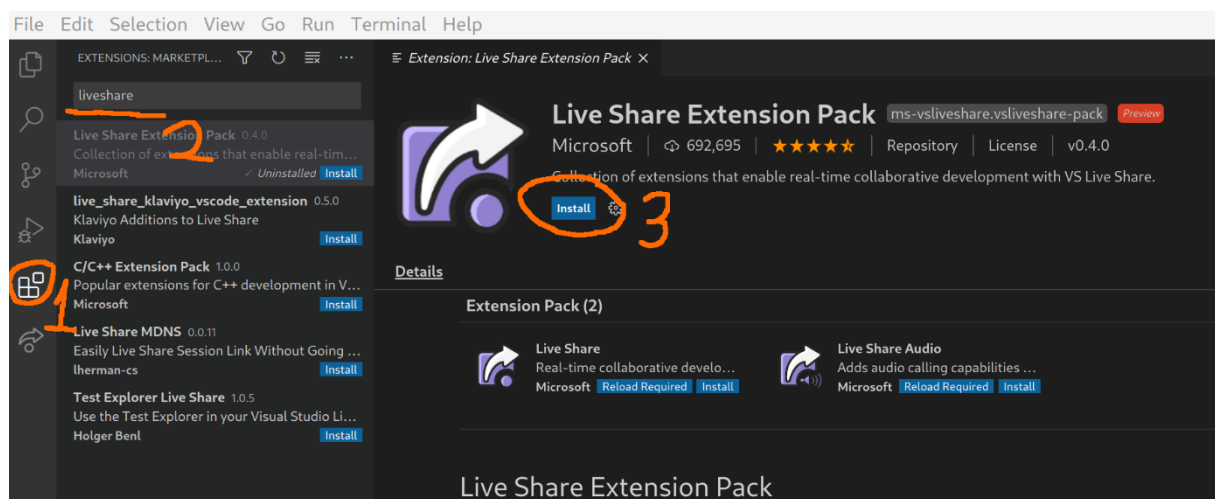 File Edit Selection View Go Run Terminal Help
EXTENSIONS: MARKETPL...
liveshare
2
Live Share Extension Pack 0.4.0
Collection of extensions that enable real-tim...
Microsoft ✓ Uninstalled Install
live_share_klaviyo_vscode_extension 0.5.0
Klaviyo Additions to Live Share
Klaviyo Install
C/C++ Extension Pack 1.0.0
Popular extensions for C++ development in V...
Microsoft Install
1
Live Share MDNS 0.0.11
Easily Live Share Session Link Without Going ...
lherman-cs Install
Test Explorer Live Share 1.0.5
Use the Test Explorer in your Visual Studio Li...
Holger Benl Install
Extension: Live Share Extension Pack
Live Share Extension Pack ms-vsliveshare.vsliveshare-pack Preview
Microsoft 692,695 Repository License v0.4.0
Collection of extensions that enable real-time collaborative development with VS Live Share.
Install
3
Details
Extension Pack (2)
Live Share
Real-time collaborative develo...
Microsoft Reload Required Install
Live Share Audio
Adds audio calling capabilities ...
Microsoft Reload Required Install
Live Share Extension Pack